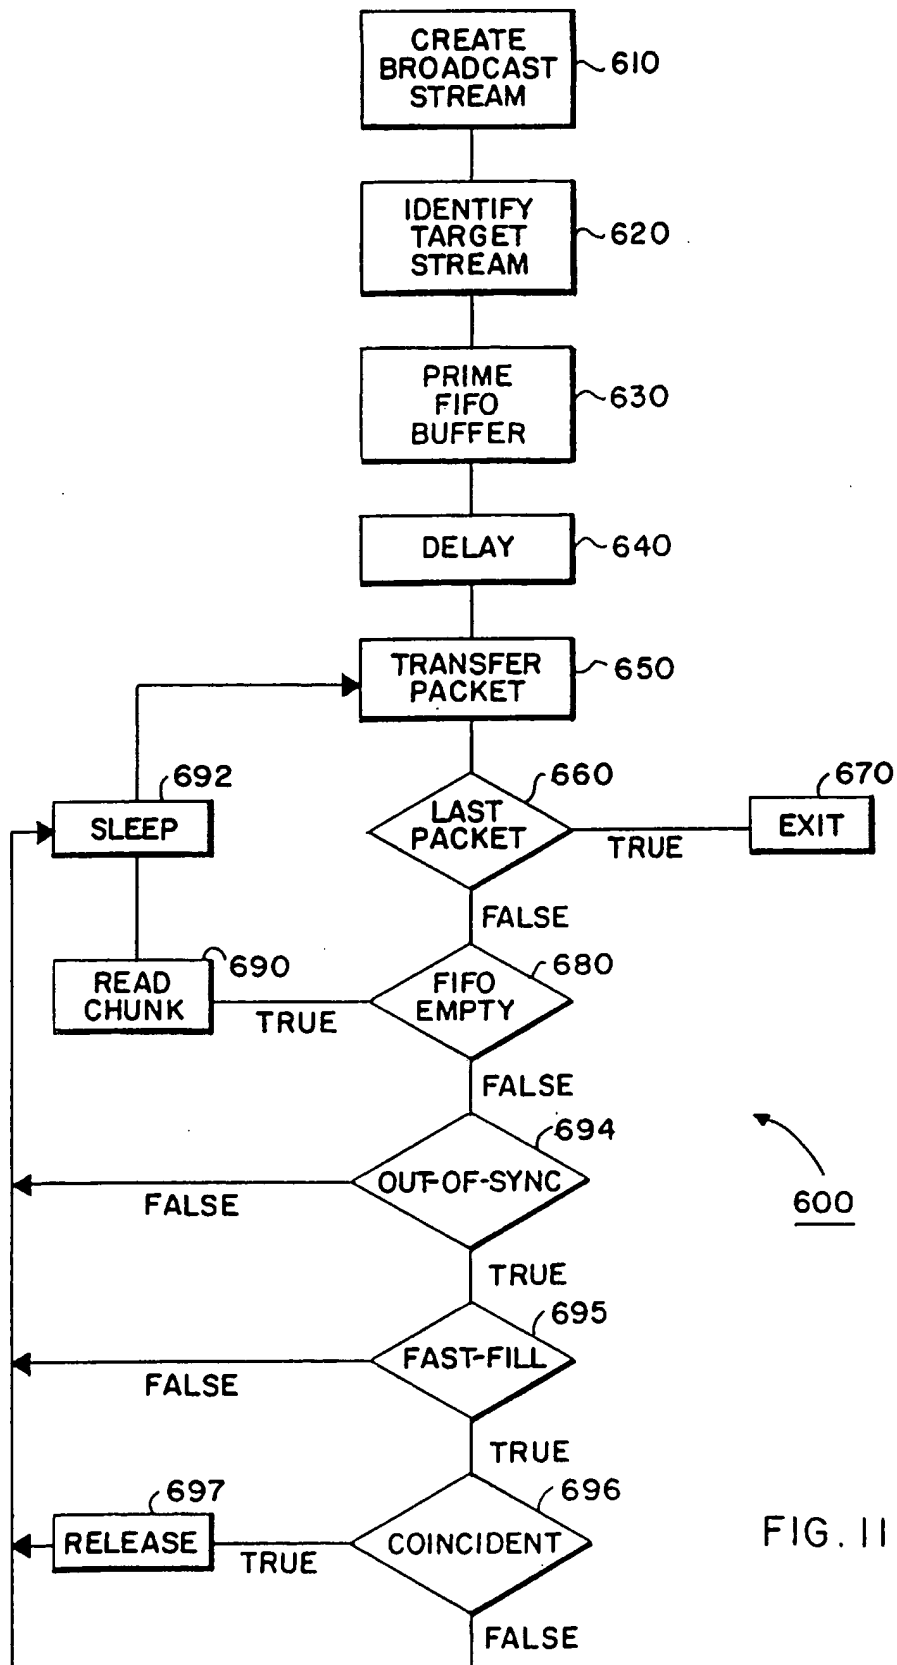 CREATE
BROADCAST
STREAM
610
IDENTIFY
TARGET
STREAM
620
PRIME
FIFO
BUFFER
630
DELAY
640
TRANSFER
PACKET
650
692
SLEEP
660
LAST
PACKET
TRUE
670
EXIT
FALSE
690
READ
CHUNK
TRUE
680
FIFO
EMPTY
FALSE
694
OUT-OF-SYNC
FALSE
600
TRUE
695
FAST-FILL
FALSE
TRUE
697
RELEASE
TRUE
696
COINCIDENT
FIG. 11
FALSE